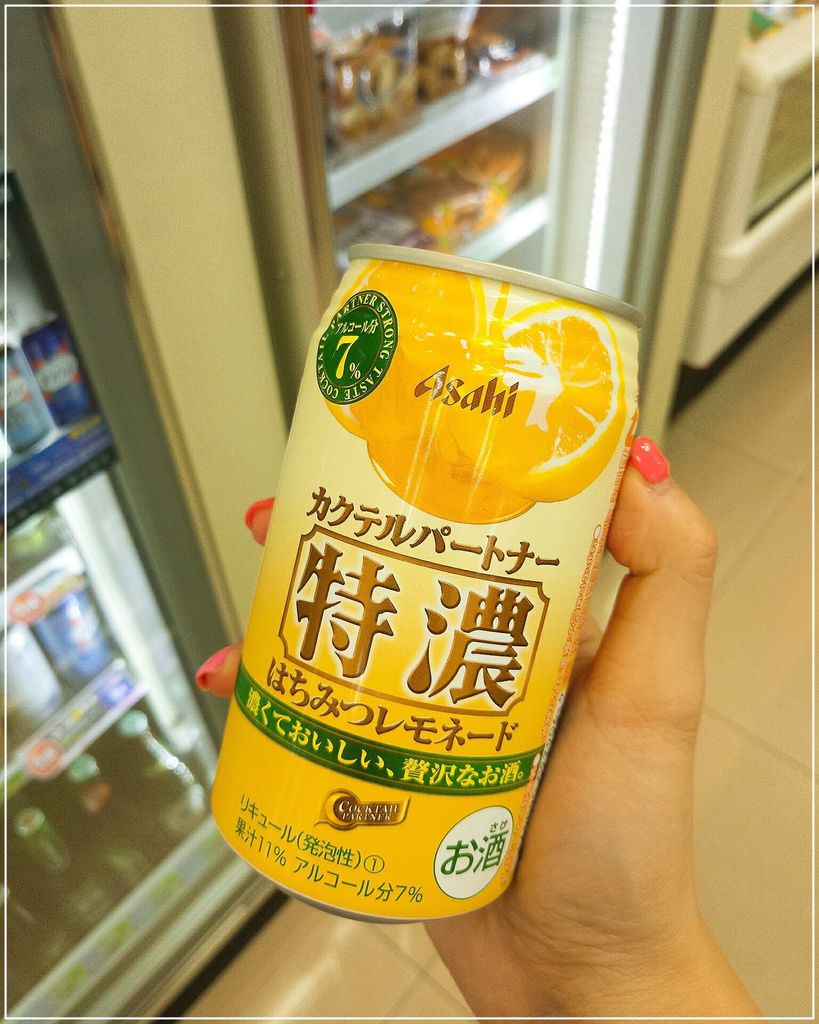 COCKTAIL PARTNER STRONG TASTE
アルコール分
7%
Asahi
カクテルパートナー
特濃
はちみつレモネード
濃くておいしい、贅沢なお酒。
COCKTAIL
PARTNER
リキュール(発泡性)①
果汁11% アルコール分7%
さけ
お酒